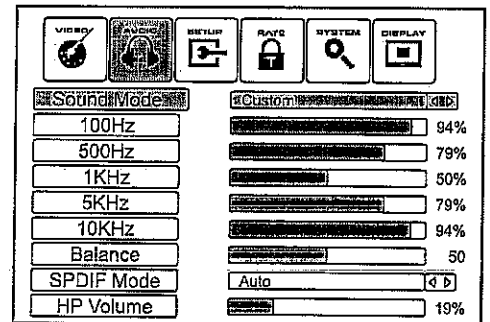 VIDEO AUDIO SETUP RATE SYSTEM DISPLAY
Sound Mode Custom
100Hz 94%
500Hz 79%
1KHz 50%
5KHz 79%
10KHz 94%
Balance 50
SPDIF Mode Auto
HP Volume 19%